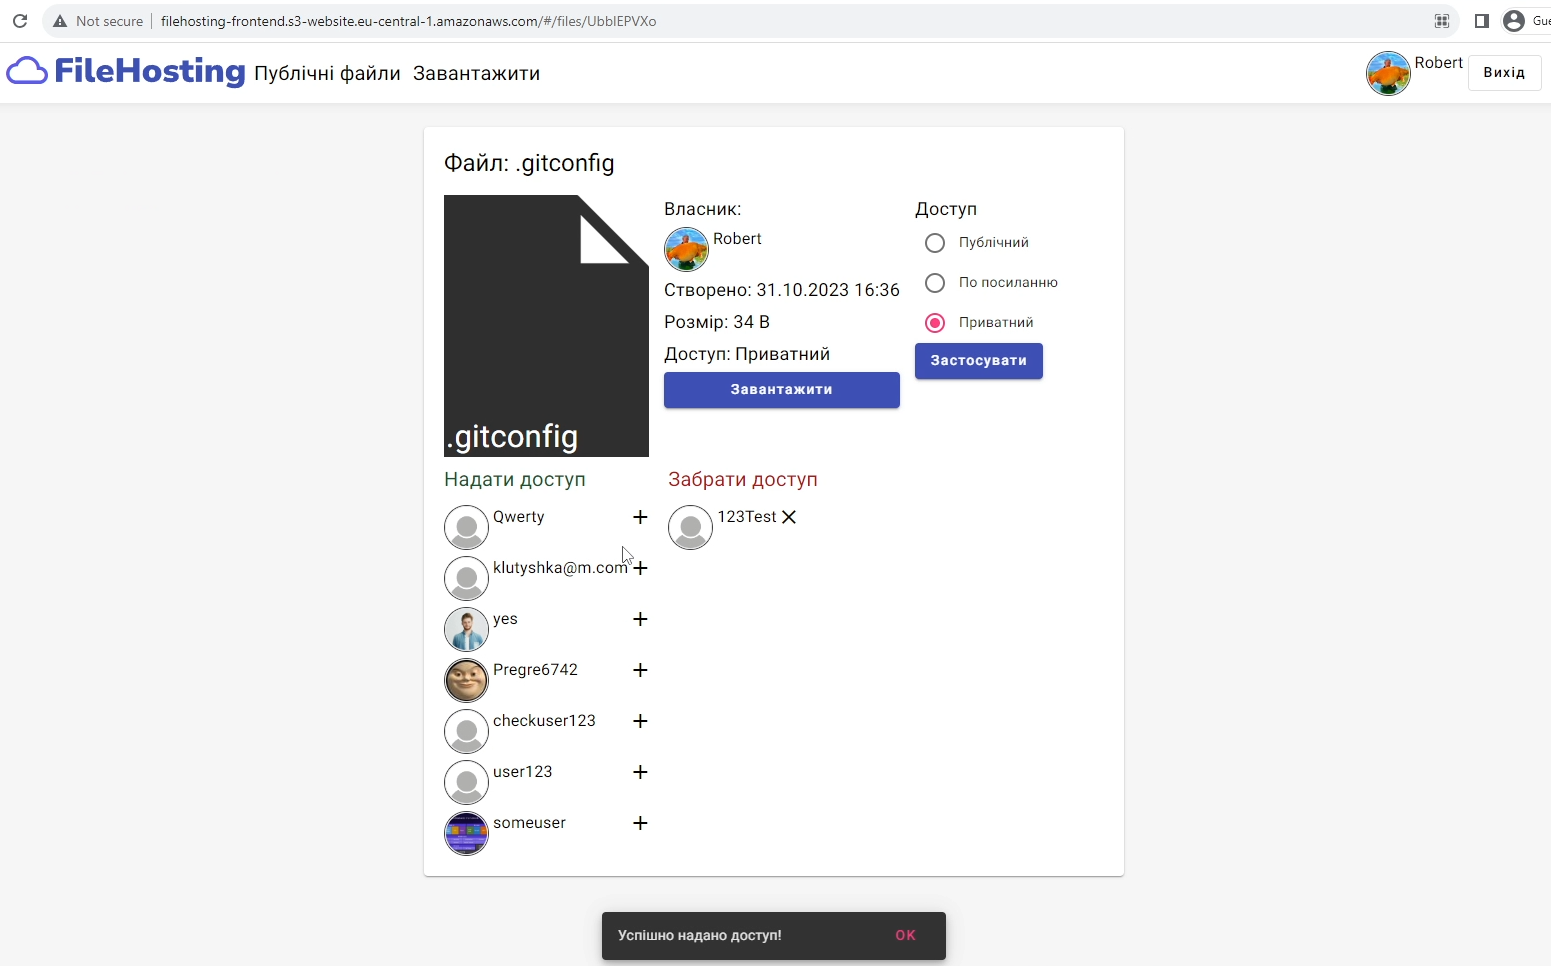 Not secure filehosting-frontend.s3-website.eu-central-1.amazonaws.com/#/files/UbbIEPVXo Gue
FileHosting Публічні файли Завантажити Robert Вихід
Файл: .gitconfig
.gitconfig
Власник:
Robert
Створено: 31.10.2023 16:36
Розмір: 34 B
Доступ: Приватний
Завантажити
Доступ
Публічний
По посиланню
Приватний
Застосувати
Надати доступ
Qwerty
klutyshka@m.com
yes
Pregre6742
checkuser123
user123
someuser
Забрати доступ
123Test
Успішно надано доступ! OK